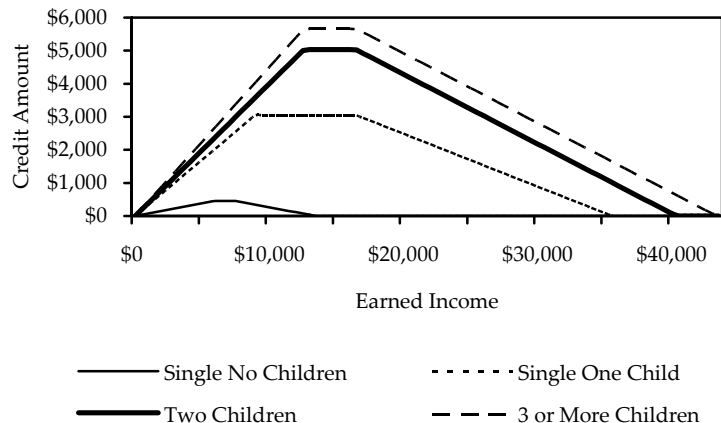 $6,000
$5,000
$4,000
$3,000
$2,000
$1,000
$0
Credit Amount
$0 $10,000 $20,000 $30,000 $40,000
Earned Income
Single No Children Single One Child
Two Children 3 or More Children